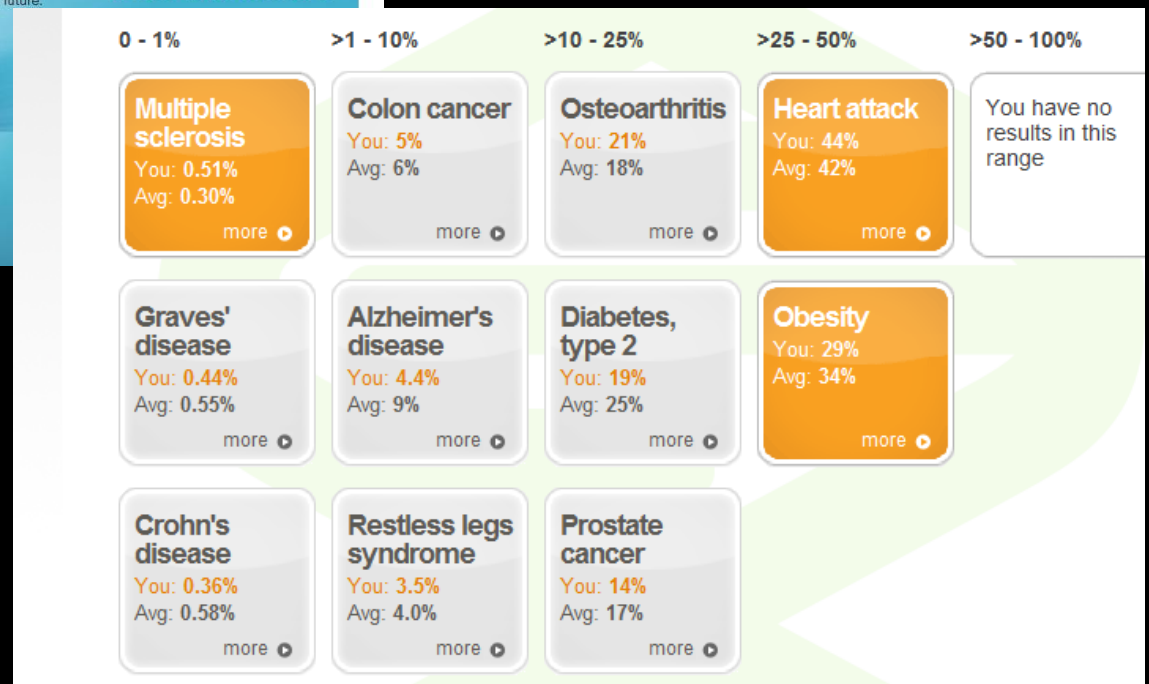 future.
0 - 1%
>1 - 10%
>10 - 25%
>25 - 50%
>50 - 100%
Multiple
sclerosis
You: 0.51%
Avg: 0.30%
more
Colon cancer
You: 5%
Avg: 6%
more
Osteoarthritis
You: 21%
Avg: 18%
more
Heart attack
You: 44%
Avg: 42%
more
You have no
results in this
range
Graves'
disease
You: 0.44%
Avg: 0.55%
more
Alzheimer's
disease
You: 4.4%
Avg: 9%
more
Diabetes,
type 2
You: 19%
Avg: 25%
more
Obesity
You: 29%
Avg: 34%
more
Crohn's
disease
You: 0.36%
Avg: 0.58%
more
Restless legs
syndrome
You: 3.5%
Avg: 4.0%
more
Prostate
cancer
You: 14%
Avg: 17%
more